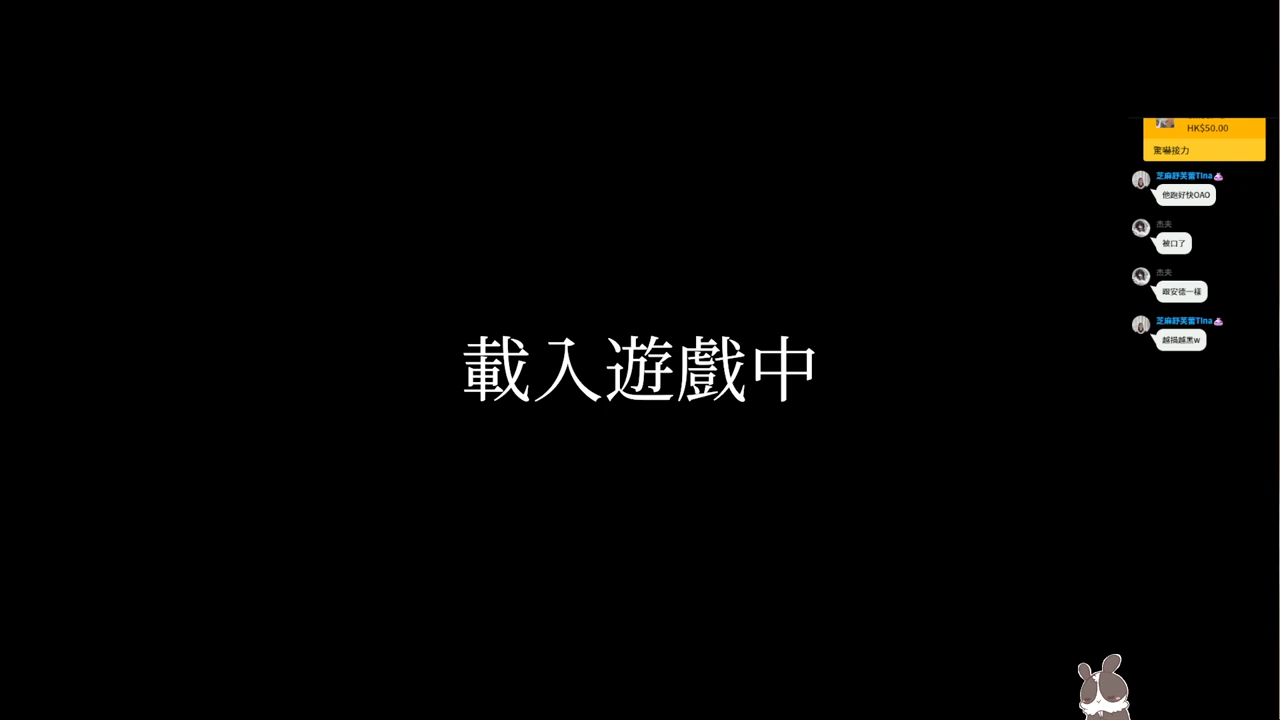 載入遊戲中
HK$50.00
驚嚇接力
芝麻舒芙蕾Tina
他跑好快OAO
杰夫
被口了
杰夫
跟安德一樣
芝麻舒芙蕾Tina
越搞越黑w